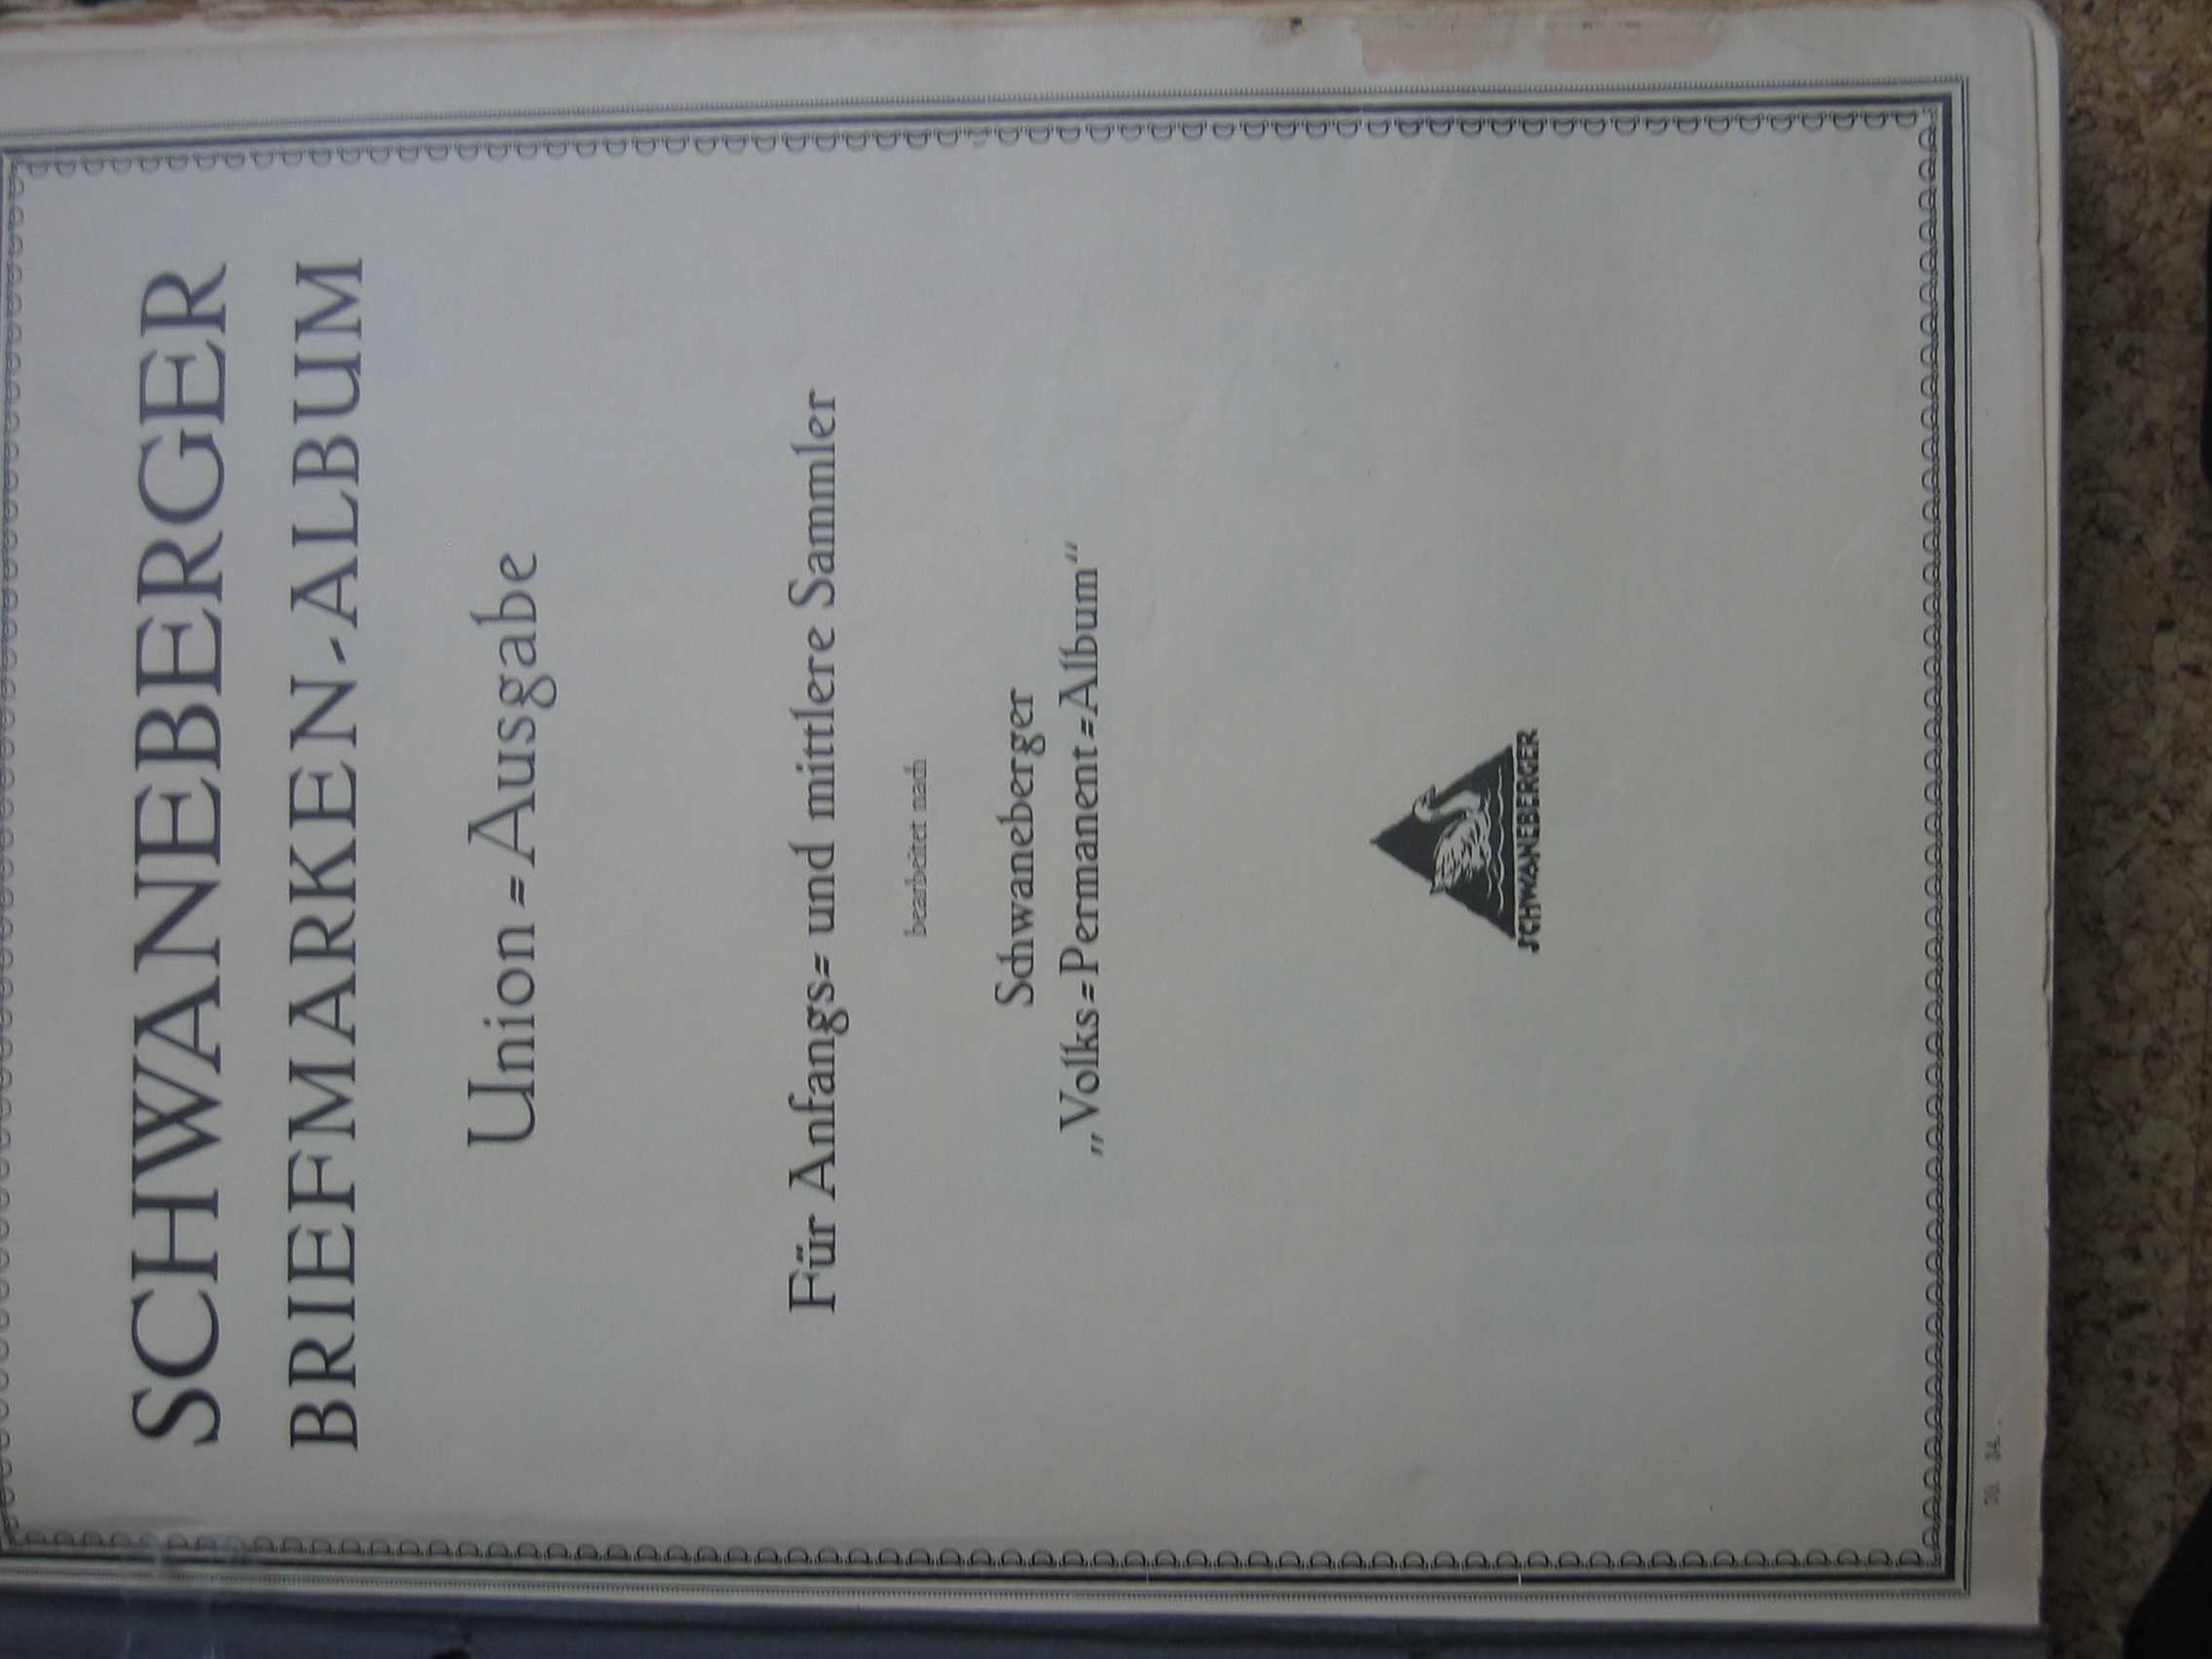 SCHWANEBERGER
BRIEFMARKEN-ALBUM
Union=Ausgabe
Für Anfangs= und mittlere Sammler
bearbeitet nach
Schwaneberger
„Volks=Permanent=Album“
SCHWANEBERGER